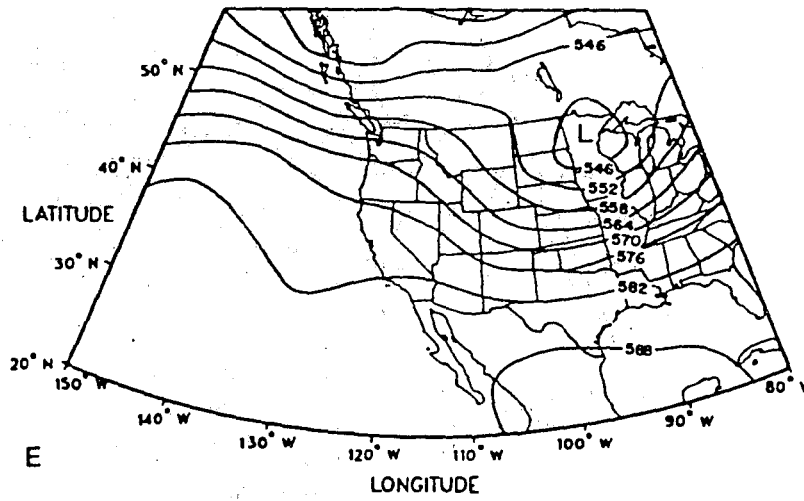 546
50° N
L
546
40° N
552
558
LATITUDE
564
570
576
30° N
582
588
20° N
150° W
80° W
140° W
90° W
130° W
100° W
120° W
110° W
E
LONGITUDE